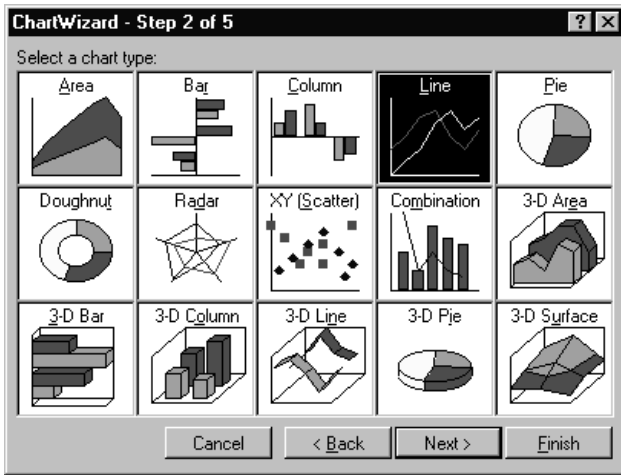 ChartWizard - Step 2 of 5
Select a chart type:
Area Bar Column Line Pie
Doughnut Radar XY (Scatter) Combination 3-D Area
3-D Bar 3-D Column 3-D Line 3-D Pie 3-D Surface
Cancel < Back Next > Finish